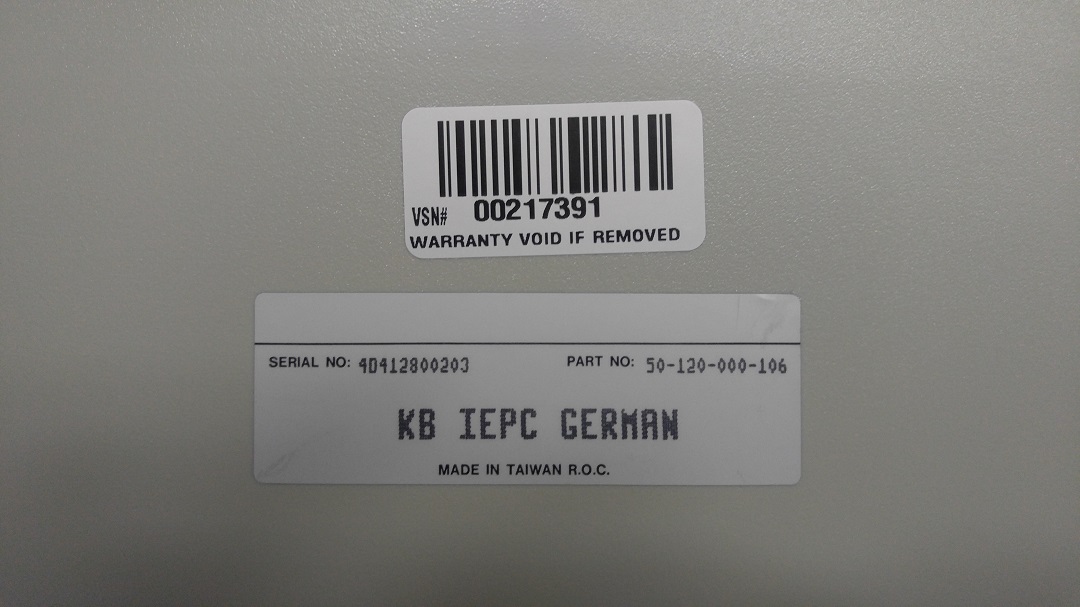 VSN# 00217391
WARRANTY VOID IF REMOVED
SERIAL NO: 4D412800203 PART NO: 50-120-000-106
KB IEPC GERMAN
MADE IN TAIWAN R.O.C.